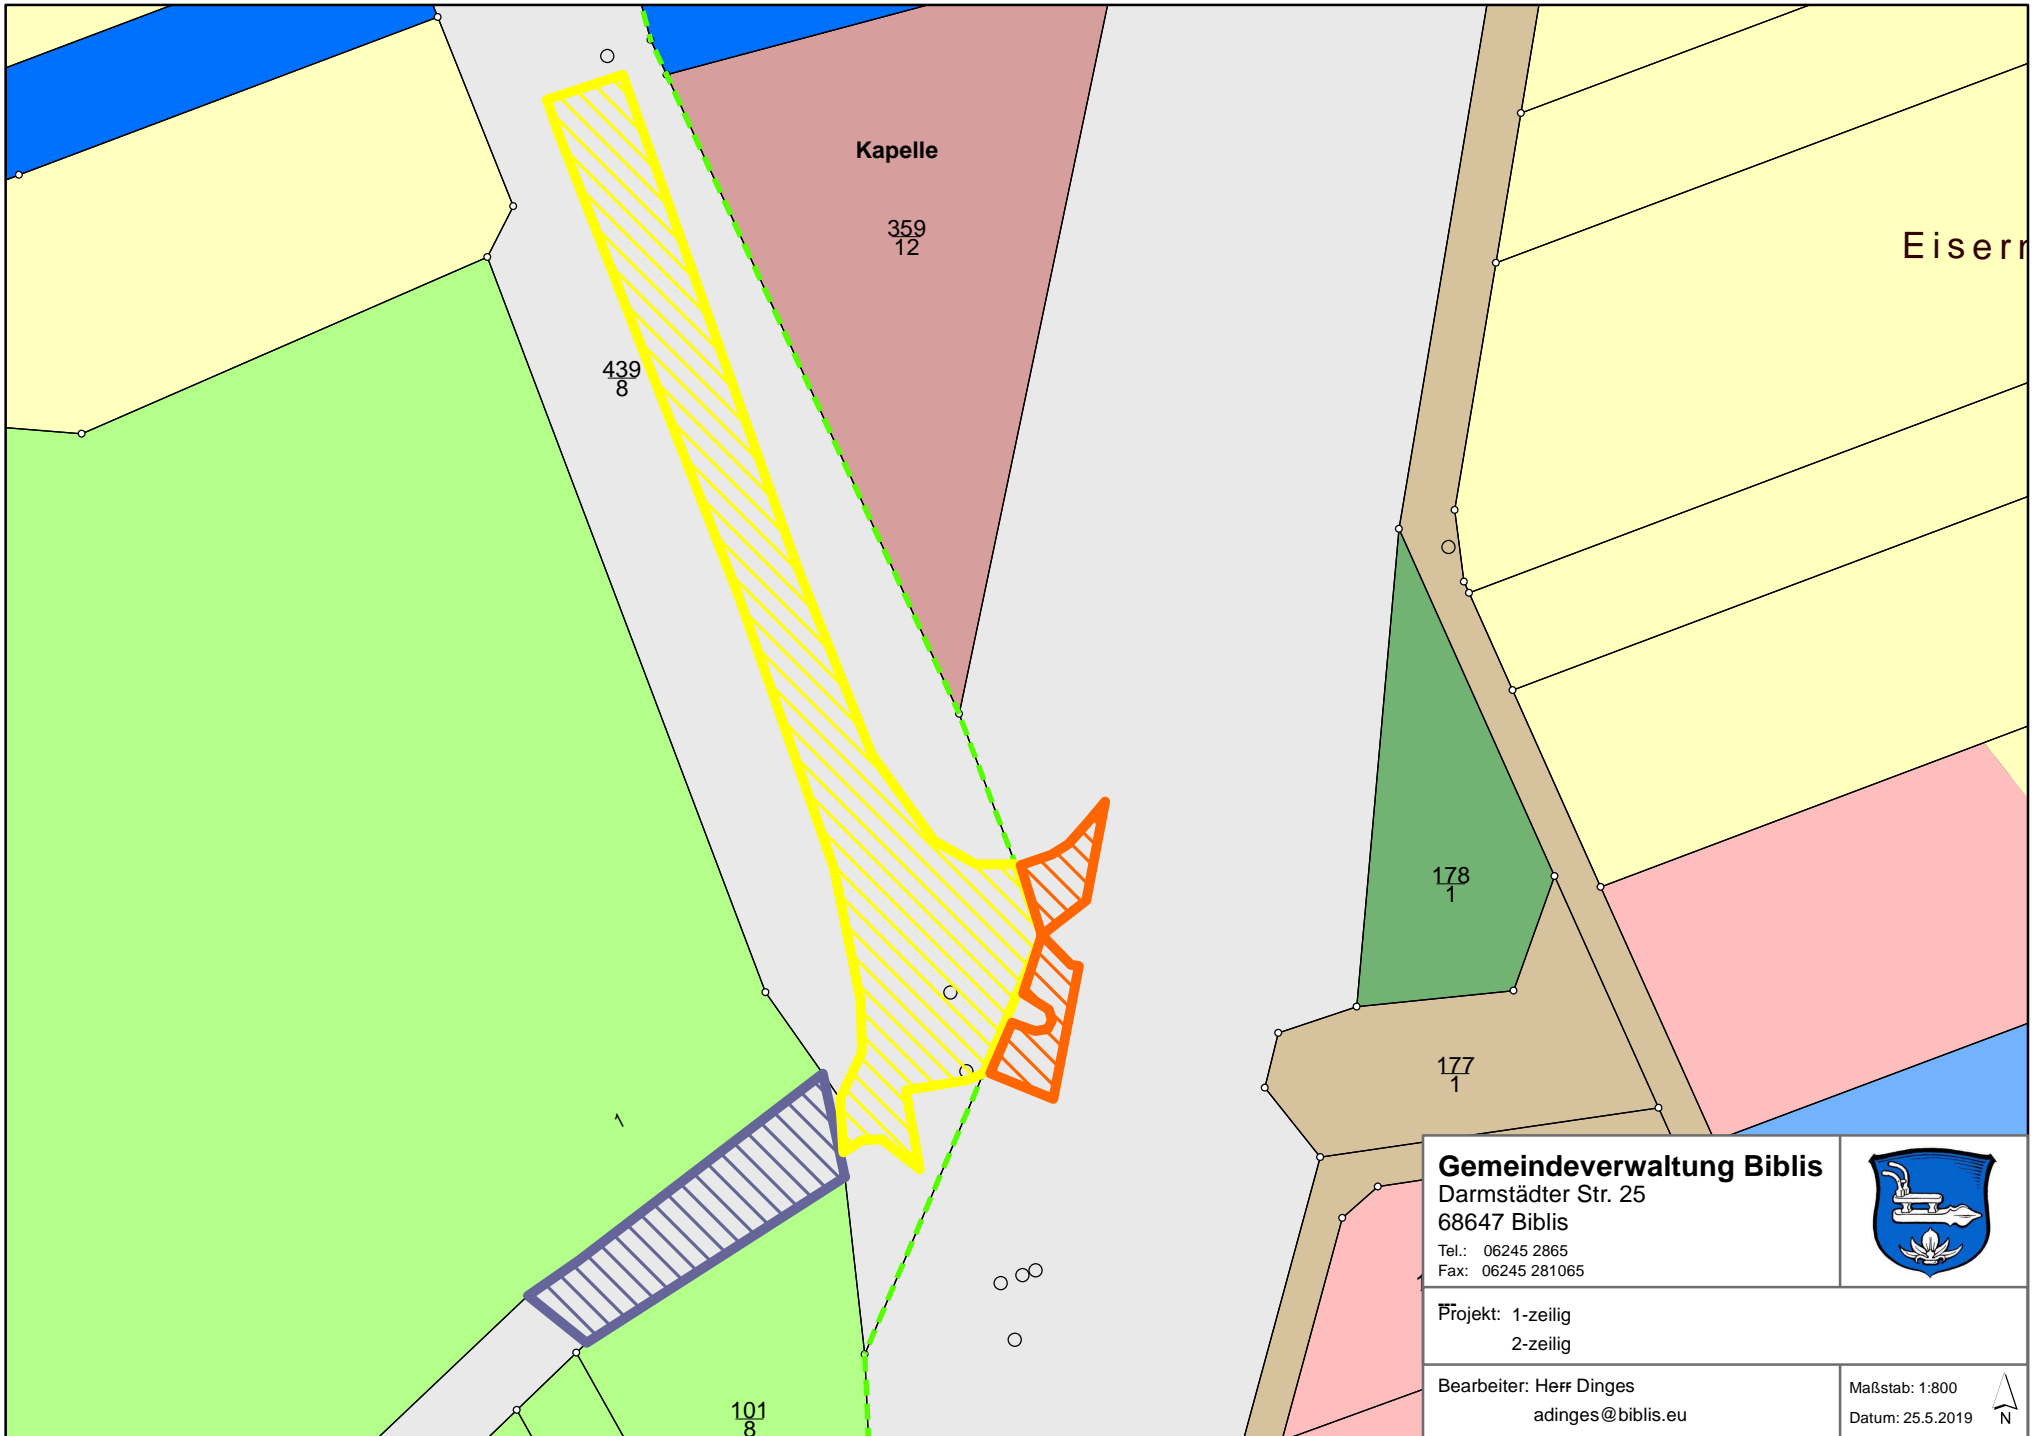 Kapelle
359
12
Eiser
439
8
178
1
177
1
1
101
8
Gemeindeverwaltung Biblis
Darmstädter Str. 25
68647 Biblis
Tel.: 06245 2865
Fax: 06245 281065
Projekt: 1-zeilig
2-zeilig
Bearbeiter: Herr Dinges
adinges@biblis.eu
Maßstab: 1:800
Datum: 25.5.2019
N